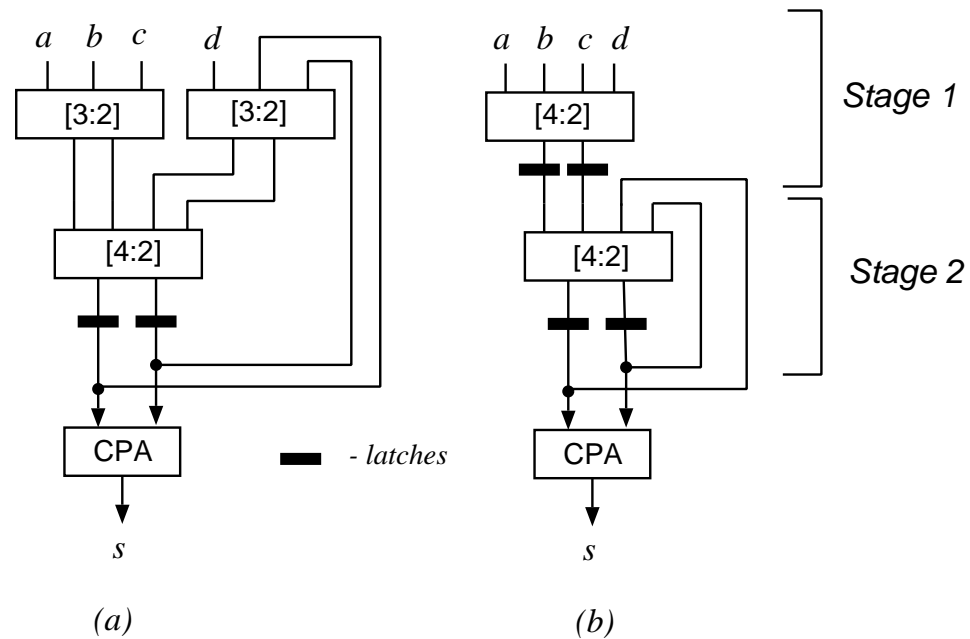 a b c d
[3:2] [3:2]
[4:2]
CPA
- latches
s
(a)
a b c d
[4:2]
[4:2]
CPA
s
(b)
Stage 1
Stage 2